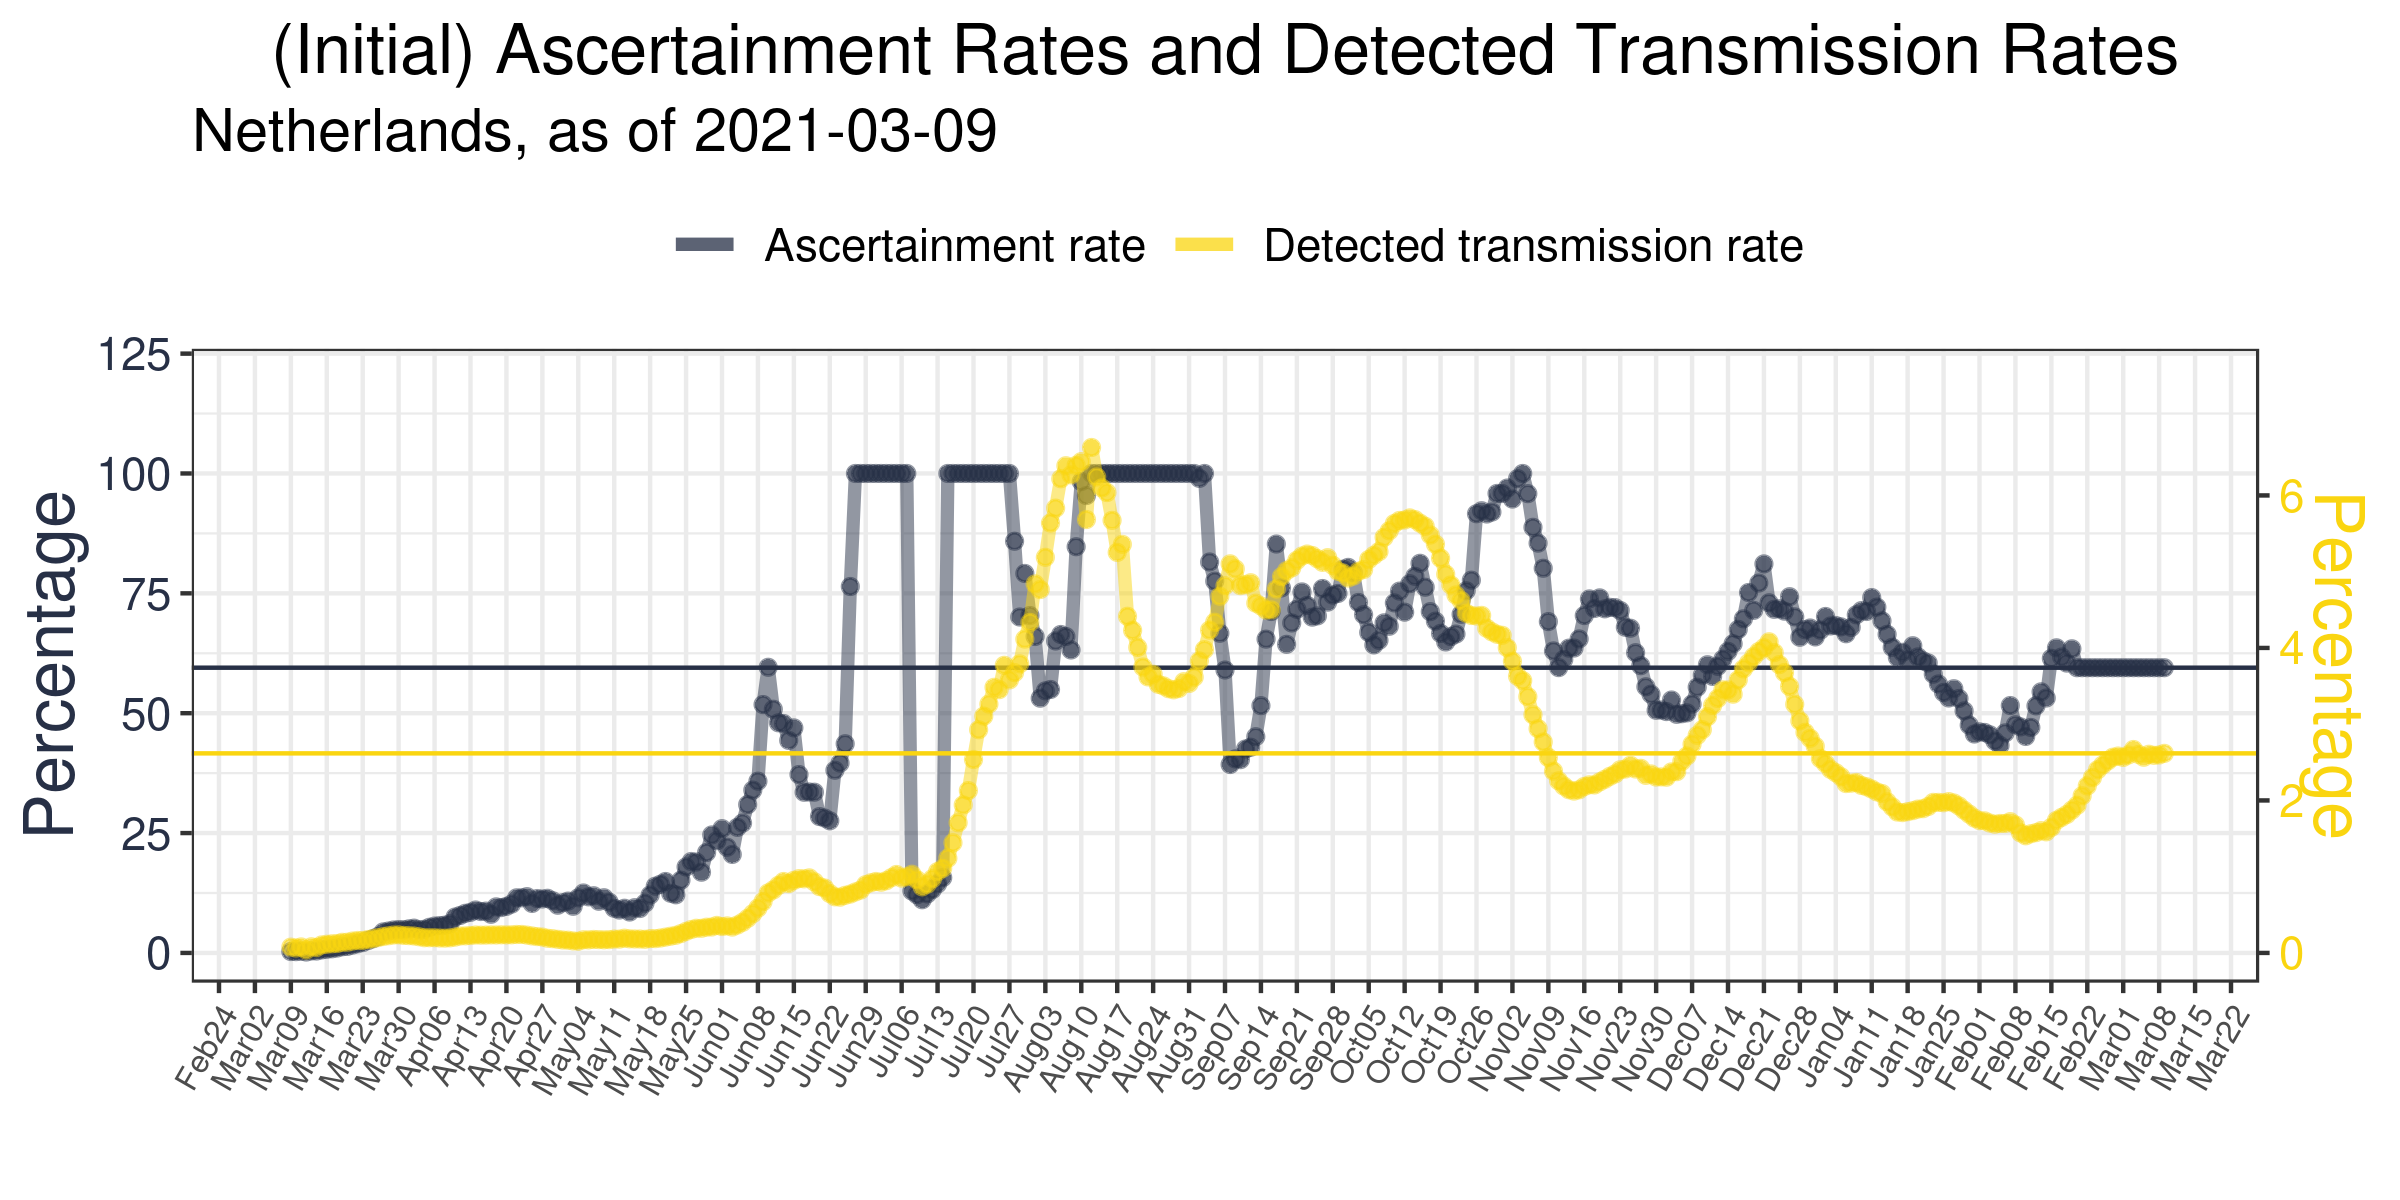 (Initial) Ascertainment Rates and Detected Transmission Rates
Netherlands, as of 2021-03-09
Ascertainment rate
Detected transmission rate
Percentage
125
100
75
50
25
0
6
4
2
0
Percentage
Feb24
Mar02
Mar09
Mar16
Mar23
Mar30
Apr06
Apr13
Apr20
Apr27
May04
May11
May18
May25
Jun01
Jun08
Jun15
Jun22
Jun29
Jul06
Jul13
Jul20
Jul27
Aug03
Aug10
Aug17
Aug24
Aug31
Sep07
Sep14
Sep21
Sep28
Oct05
Oct12
Oct19
Oct26
Nov02
Nov09
Nov16
Nov23
Nov30
Dec07
Dec14
Dec21
Dec28
Jan04
Jan11
Jan18
Jan25
Feb01
Feb08
Feb15
Feb22
Mar01
Mar08
Mar15
Mar22